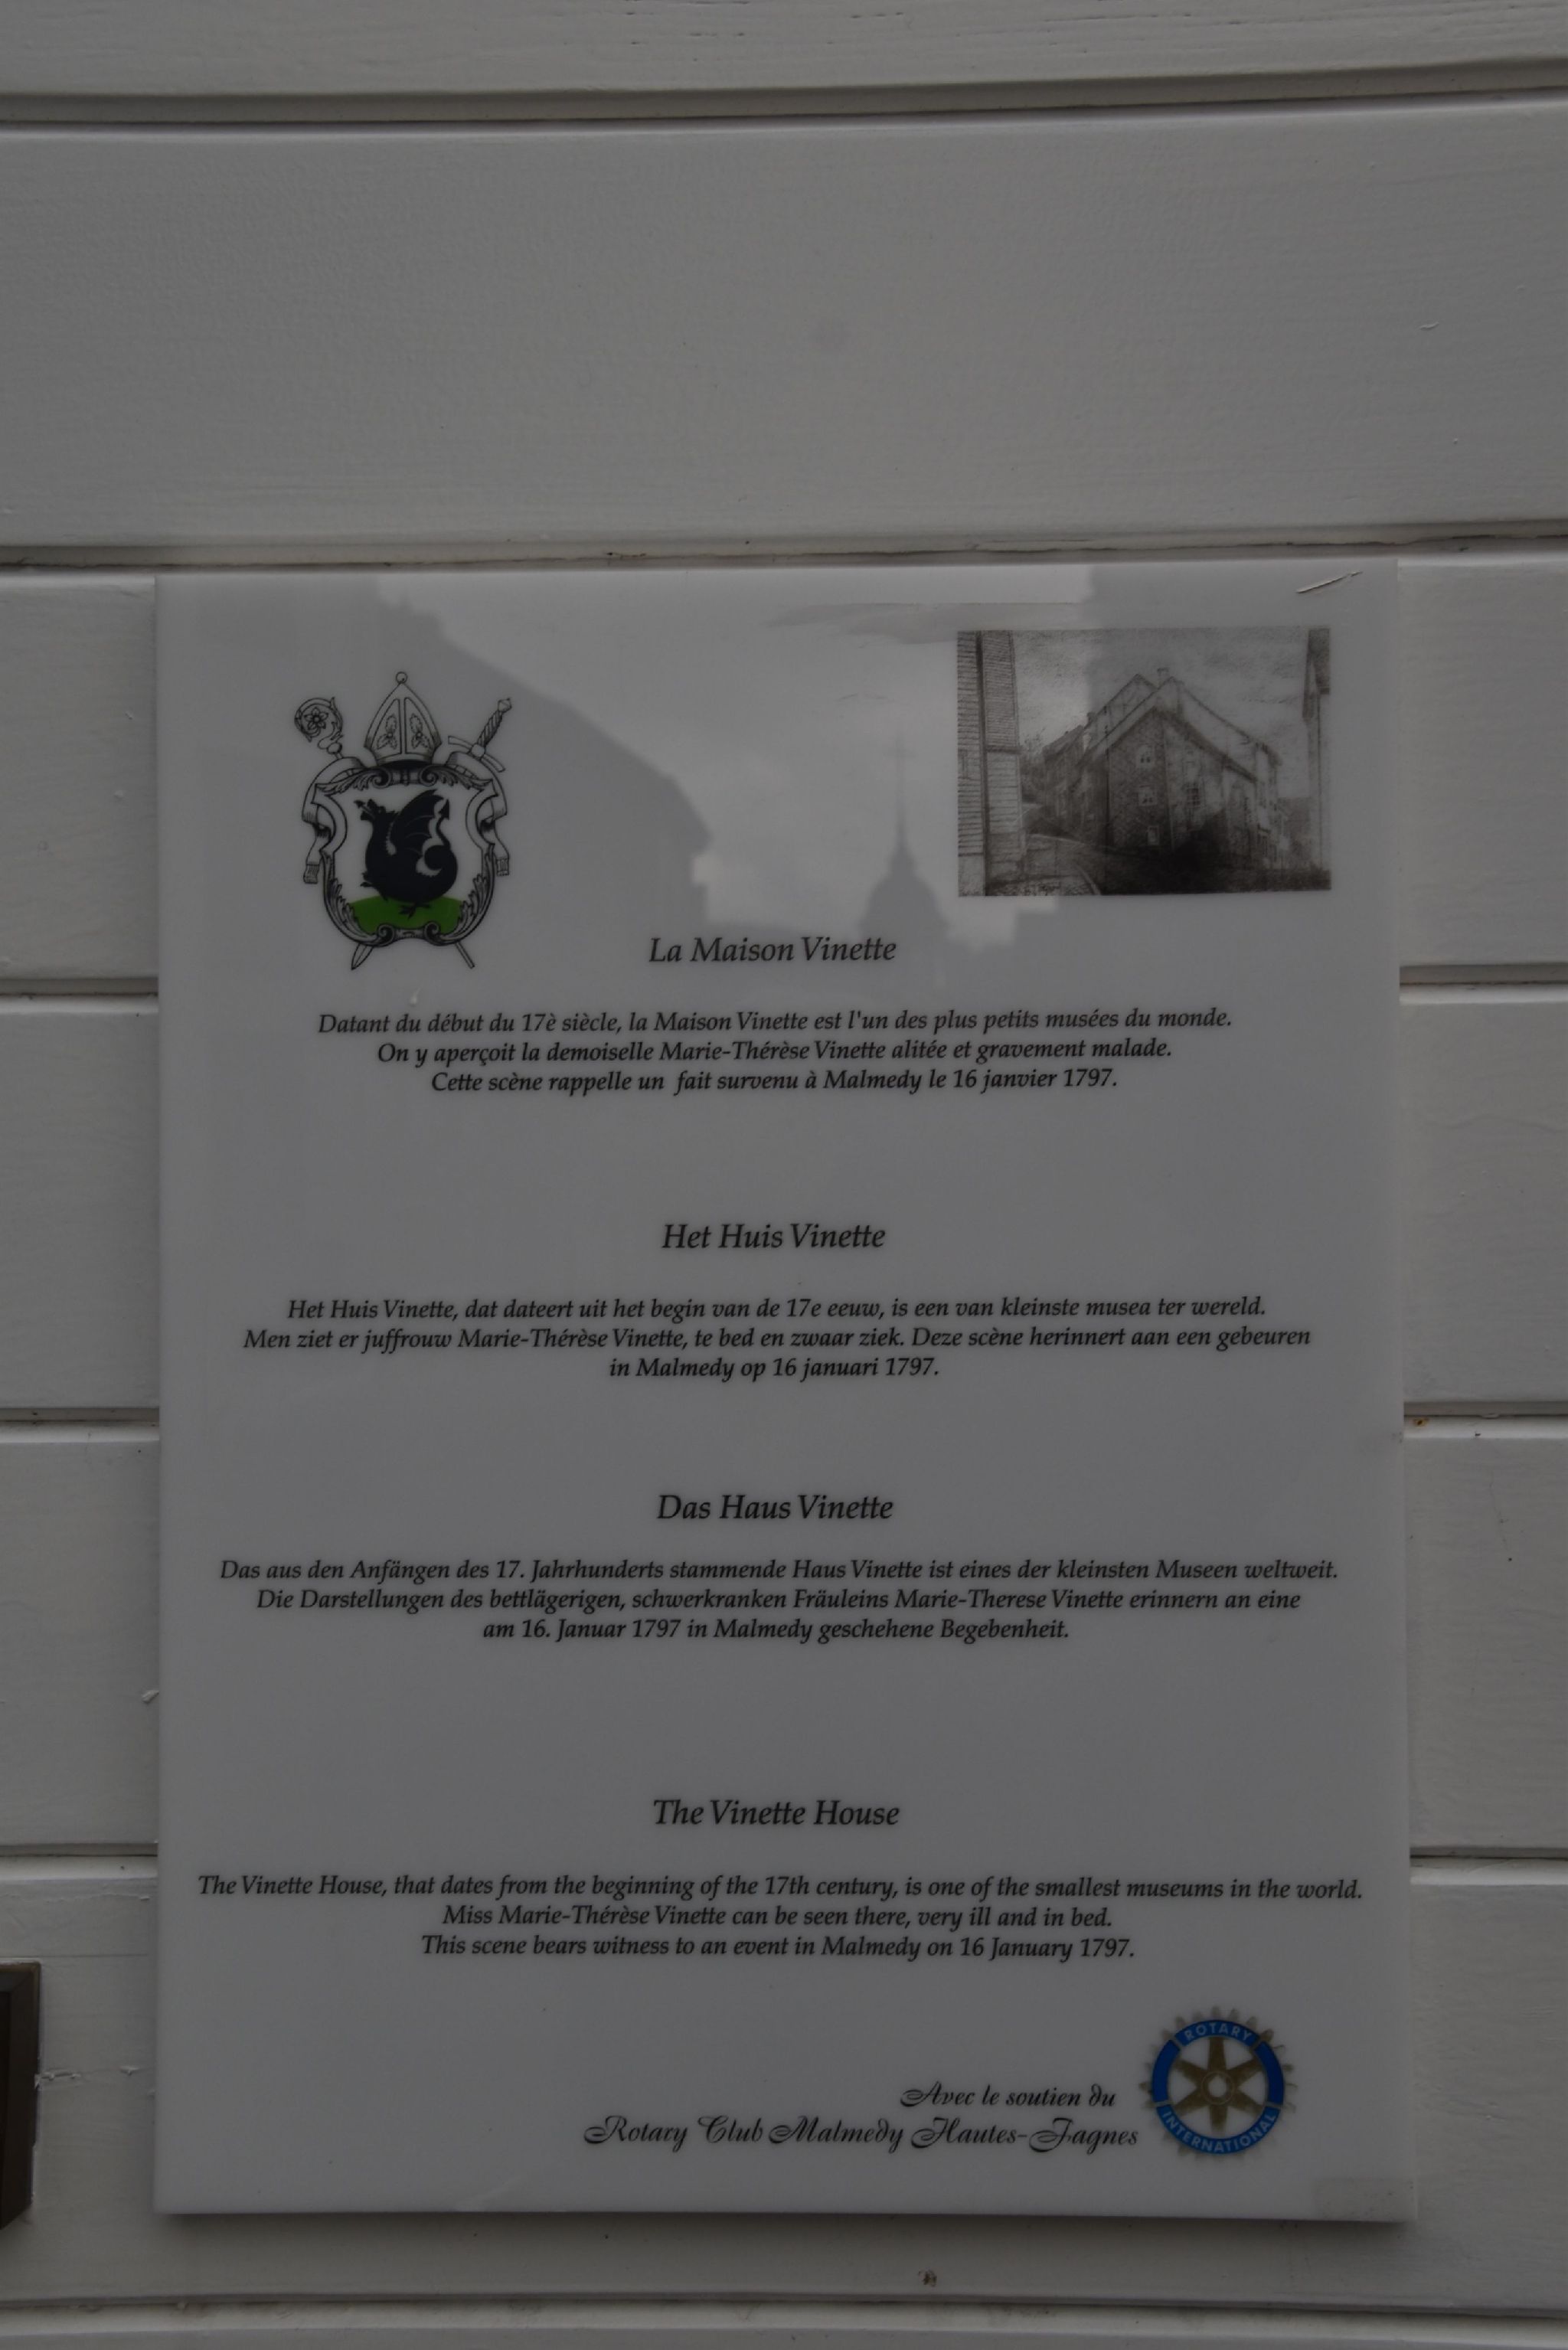 La Maison Vinette
Datant du début du 17è siècle, la Maison Vinette est l'un des plus petits musées du monde.
On y aperçoit la demoiselle Marie-Thérèse Vinette alitée et gravement malade.
Cette scène rappelle un fait survenu à Malmedy le 16 janvier 1797.
Het Huis Vinette
Het Huis Vinette, dat dateert uit het begin van de 17e eeuw, is een van kleinste musea ter wereld.
Men ziet er juffrouw Marie-Thérèse Vinette, te bed en zwaar ziek. Deze scène herinnert aan een gebeuren
in Malmedy op 16 januari 1797.
Das Haus Vinette
Das aus den Anfängen des 17. Jahrhunderts stammende Haus Vinette ist eines der kleinsten Museen weltweit.
Die Darstellungen des bettlägerigen, schwerkranken Fräuleins Marie-Therese Vinette erinnern an eine
am 16. Januar 1797 in Malmedy geschehene Begebenheit.
The Vinette House
The Vinette House, that dates from the beginning of the 17th century, is one of the smallest museums in the world.
Miss Marie-Thérèse Vinette can be seen there, very ill and in bed.
This scene bears witness to an event in Malmedy on 16 January 1797.
Avec le soutien du
Rotary Club Malmedy Hautes-Fagnes
ROTARY
INTERNATIONAL